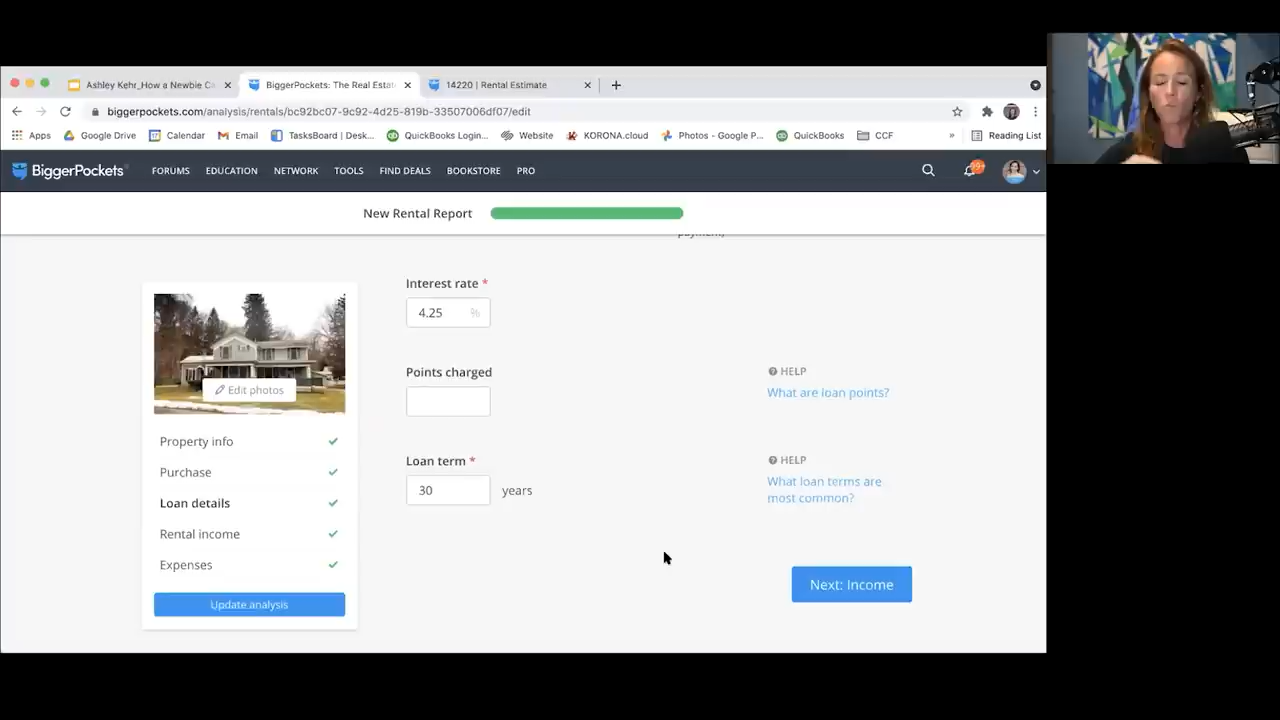 Ashley Kehr_How a Newbie Ca
BiggerPockets: The Real Estat
14220 | Rental Estimate
biggerpockets.com/analysis/rentals/bc92bc07-9c92-4d25-819b-33507006df07/edit
Apps Google Drive Calendar Email TasksBoard | Desk... QuickBooks Login... Website KORONA.cloud Photos - Google P... QuickBooks CCF » Reading List
BiggerPockets FORUMS EDUCATION NETWORK TOOLS FIND DEALS BOOKSTORE PRO
New Rental Report
Interest rate *
4.25 %
Points charged
HELP
What are loan points?
Loan term *
30 years
HELP
What loan terms are
most common?
Edit photos
Property info
Purchase
Loan details
Rental income
Expenses
Update analysis
Next: Income